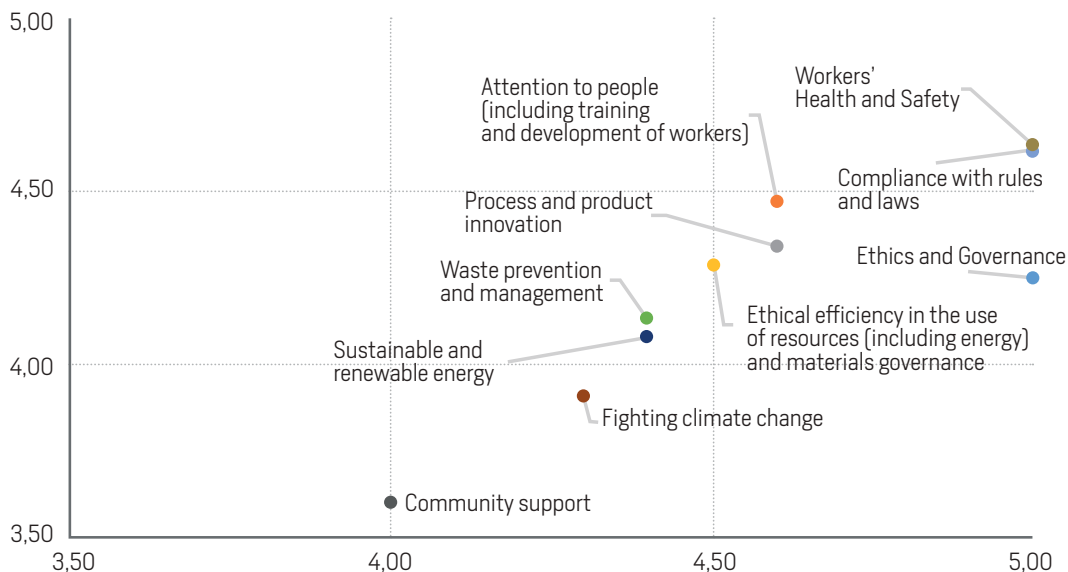 5,00
Workers'
Health and Safety
Attention to people
(including training
and development of workers)
4,50
Compliance with rules
and laws
Process and product
innovation
Ethics and Governance
Waste prevention
and management
Ethical efficiency in the use
of resources (including energy)
and materials governance
4,00
Sustainable and
renewable energy
Fighting climate change
Community support
3,50
3,50
4,00
4,50
5,00